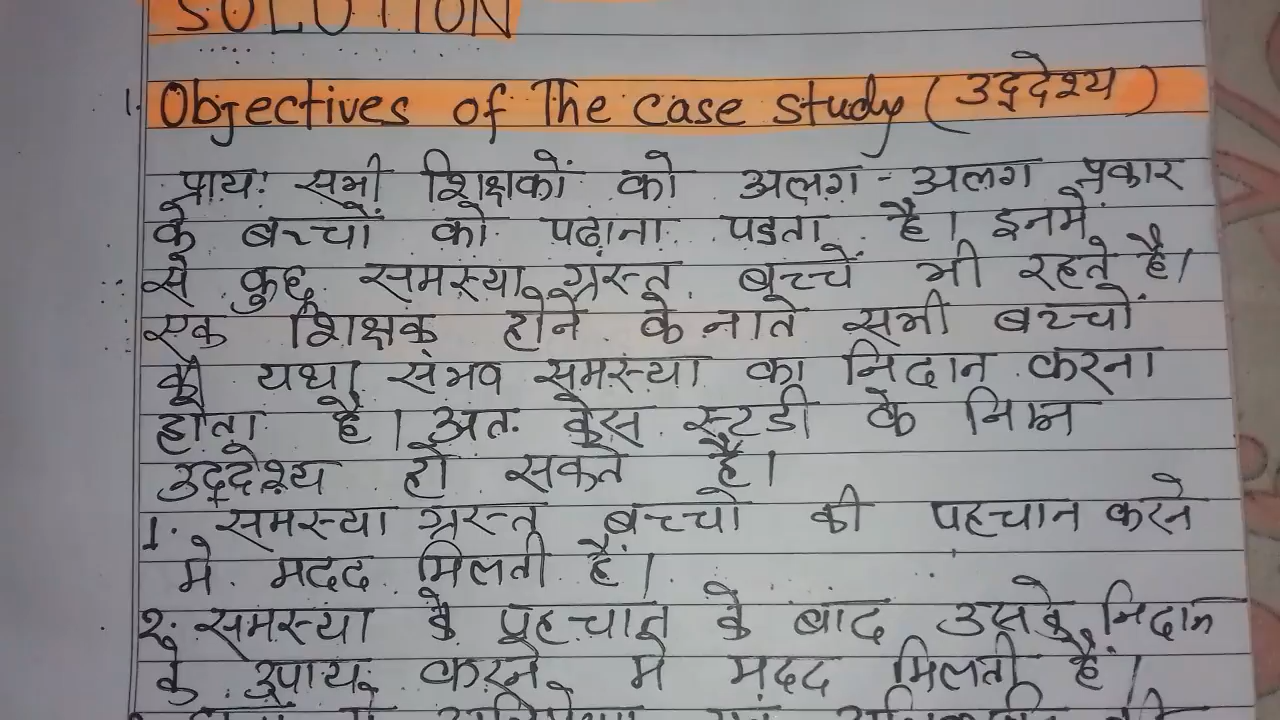 SOLUTION
1. Objectives of The case study ( उद्देश्य )
प्रायः सभी शिक्षकों को अलग - अलग प्रकार
के बच्चों को पढ़ाना पडता है। इनमें
से कुछ समस्या ग्रस्त बच्चें भी रहते है।
एक शिक्षक होने के नाते सभी बच्चों
की यथा संभव समस्या का निदान करना
होता है। अतः केस स्टडी के निम्न
उद्देश्य हो सकते है।
1. समस्या ग्रस्त बच्चो की पहचान करने
मे मदद मिलती हैं।
2. समस्या के पहचान के बाद उसके निदान
के उपाय करने मे मदद मिलती है।